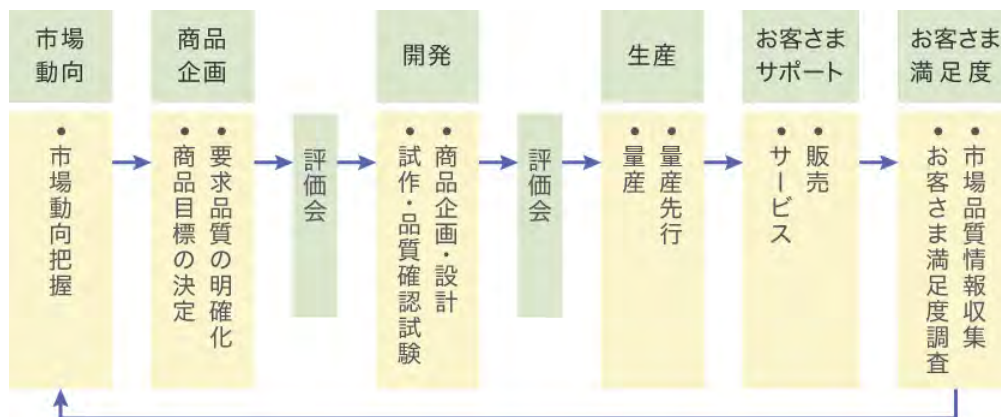 市場
動向
・市場動向把握
商品
企画
・要求品質の明確化
・商品目標の決定
評価会
開発
・商品企画・設計
・試作・品質確認試験
評価会
生産
・量産先行
・量産
お客さま
サポート
・販売
・サービス
お客さま
満足度
・市場品質情報収集
・お客さま満足度調査